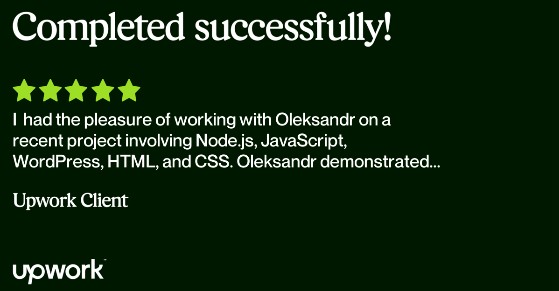 Completed successfully!
I had the pleasure of working with Oleksandr on a
recent project involving Node.js, JavaScript,
WordPress, HTML, and CSS. Oleksandr demonstrated...
Upwork Client
upwork